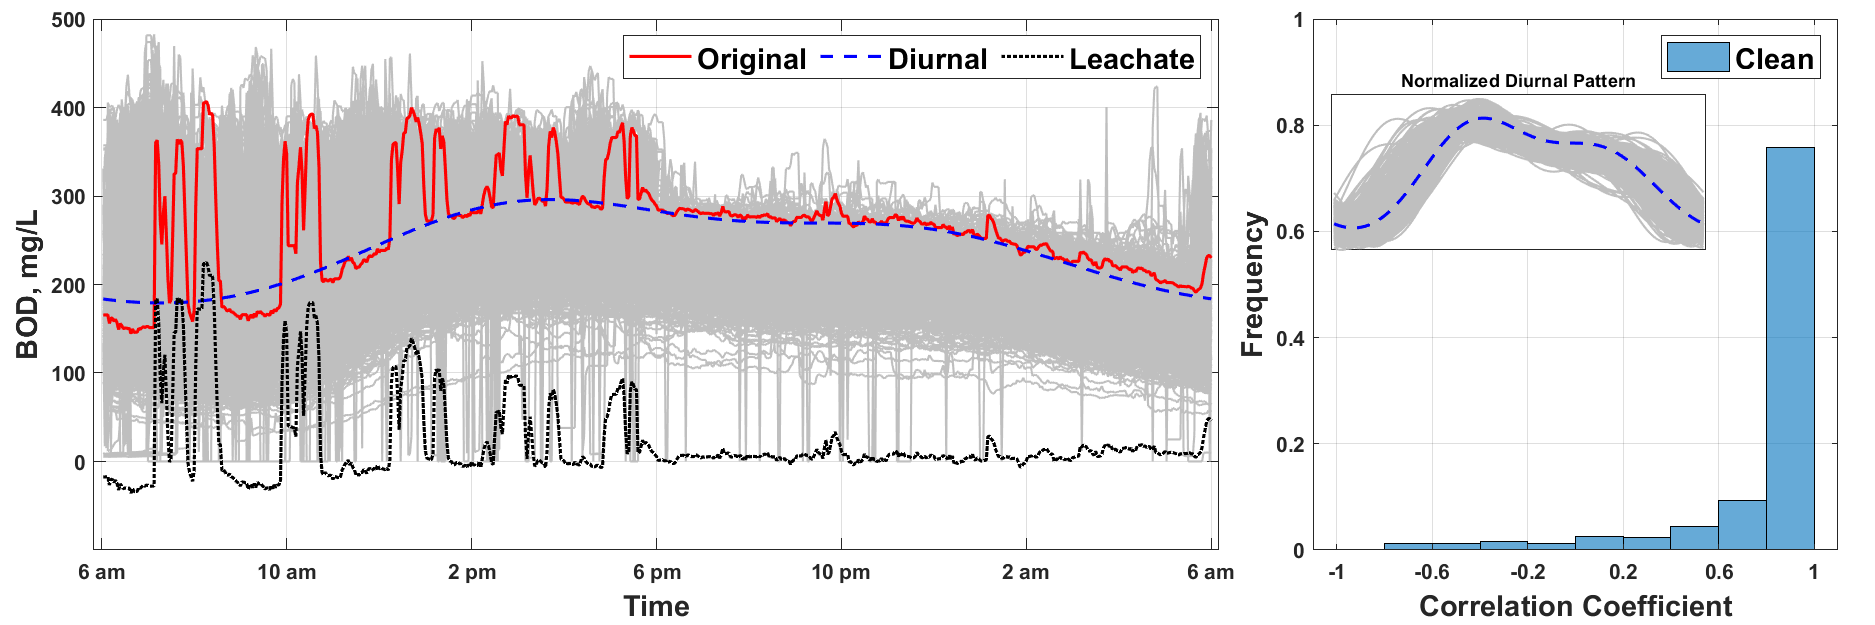 500
400
300
200
100
0
BOD, mg/L
Original Diurnal Leachate
6 am 10 am 2 pm 6 pm 10 pm 2 am 6 am
Time
1
0.8
0.6
0.4
0.2
0
Frequency
Clean
Normalized Diurnal Pattern
-1 -0.6 -0.2 0.2 0.6 1
Correlation Coefficient